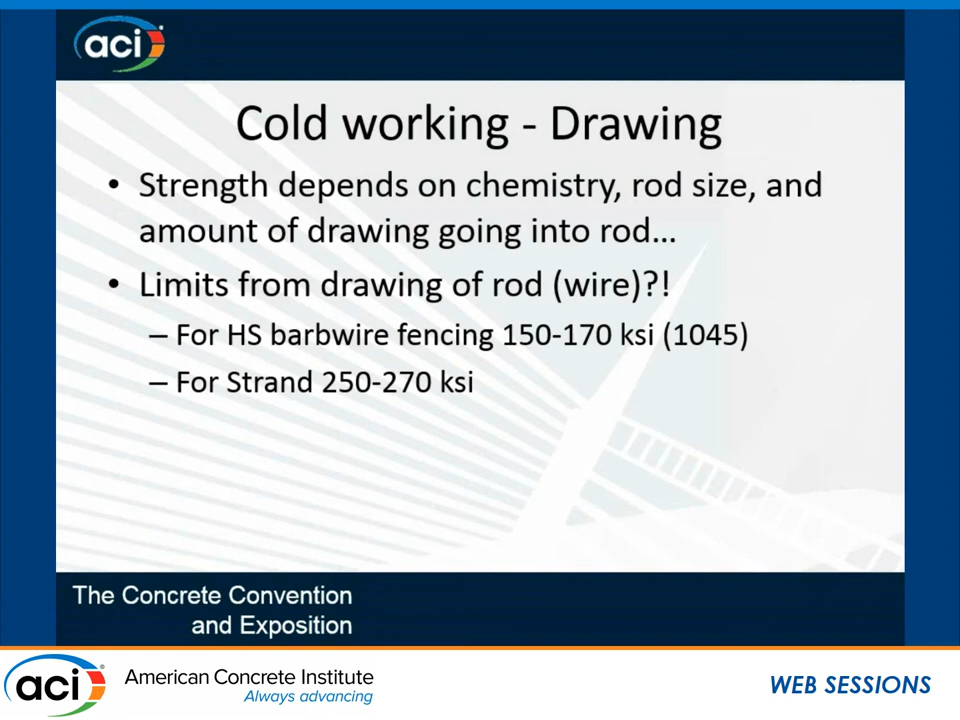 aci
Cold working - Drawing
• Strength depends on chemistry, rod size, and
amount of drawing going into rod...
• Limits from drawing of rod (wire)?!
– For HS barbwire fencing 150-170 ksi (1045)
– For Strand 250-270 ksi
The Concrete Convention
and Exposition
aci
American Concrete Institute
Always advancing
WEB SESSIONS